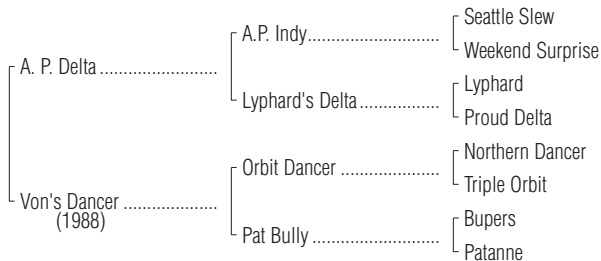 Seattle Slew
A.P. Indy
Weekend Surprise
A. P. Delta
Lyphard
Lyphard's Delta
Proud Delta
Northern Dancer
Orbit Dancer
Triple Orbit
Von's Dancer
(1988)
Bupers
Pat Bully
Patanne